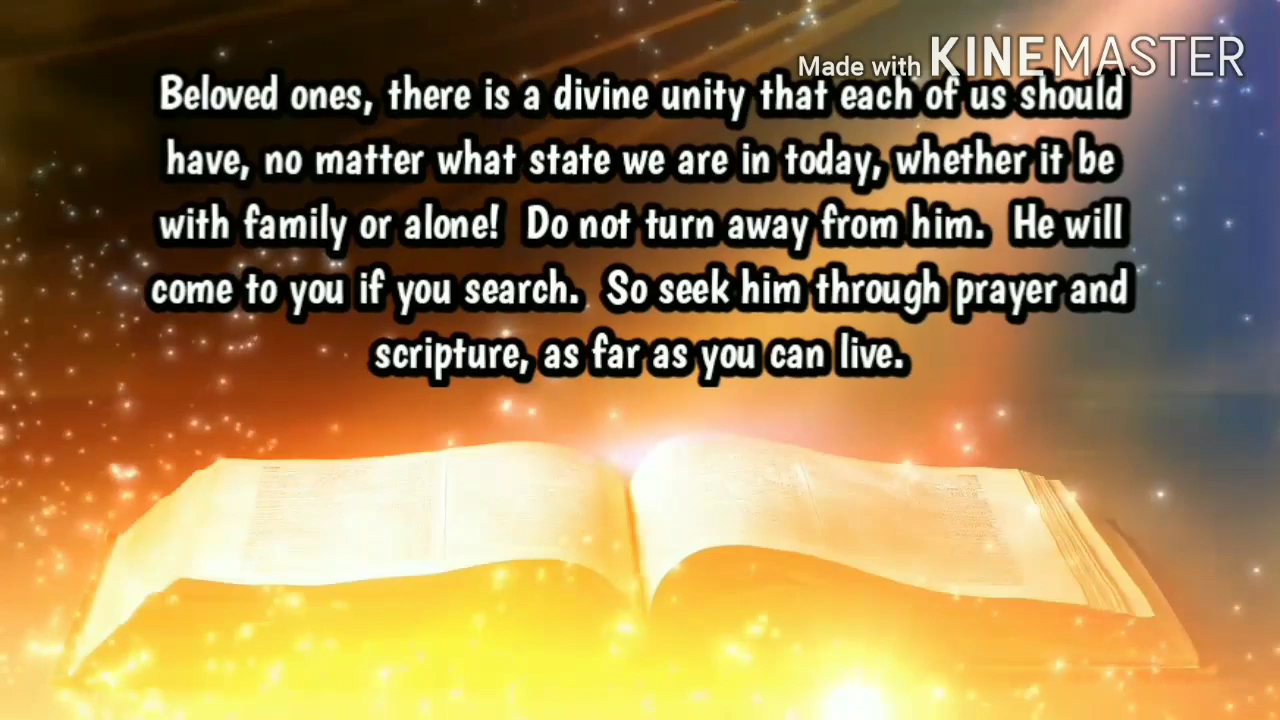 Made with KINEMASTER
Beloved ones, there is a divine unity that each of us should
have, no matter what state we are in today, whether it be
with family or alone! Do not turn away from him. He will
come to you if you search. So seek him through prayer and
scripture, as far as you can live.